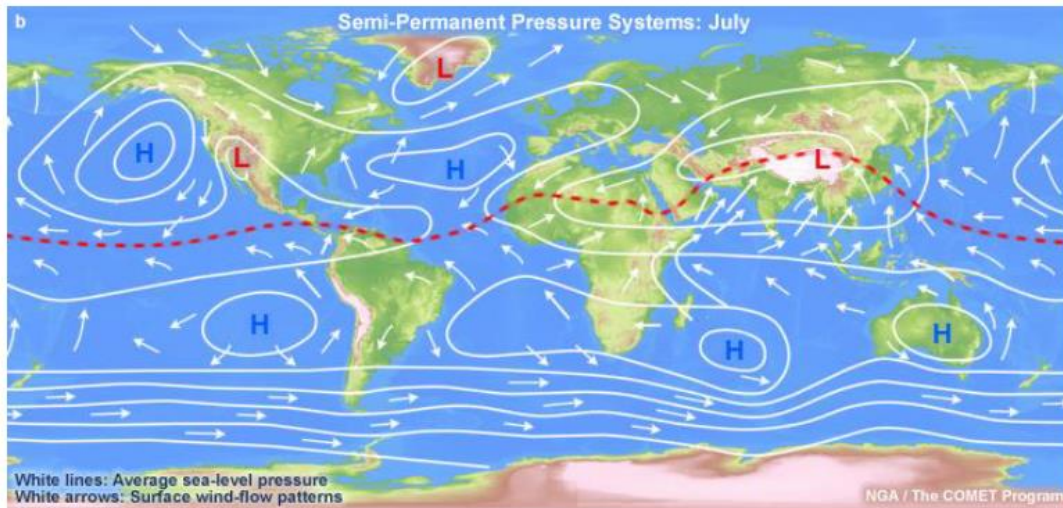 b
Semi-Permanent Pressure Systems: July
L
H
L
H
L
H
H
H
White lines: Average sea-level pressure
White arrows: Surface wind-flow patterns
NGA / The COMET Program